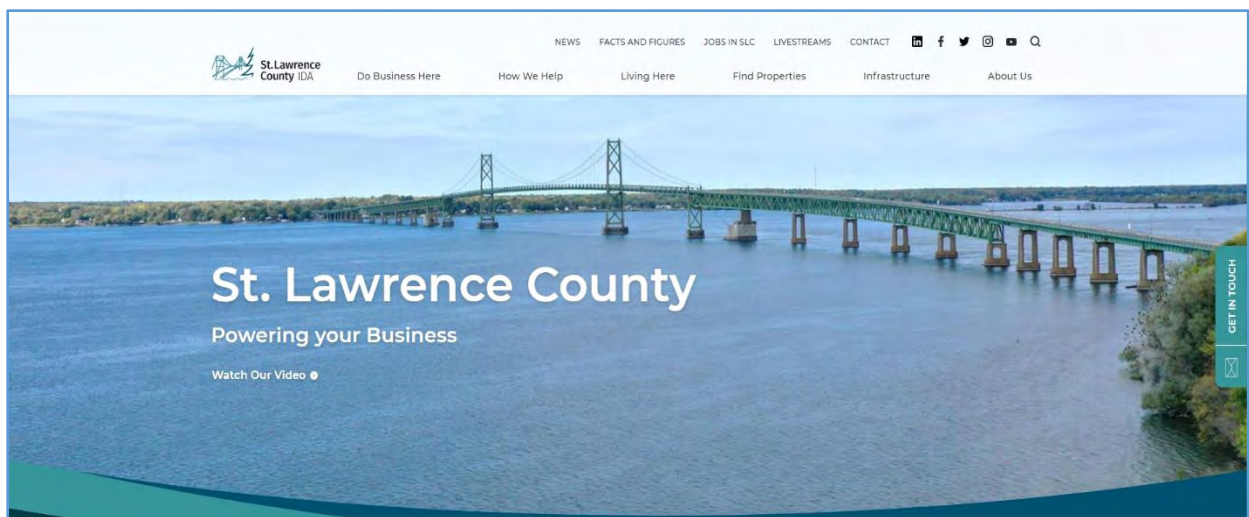 NEWS FACTS AND FIGURES JOBS IN SLC LIVESTREAMS CONTACT
St.Lawrence
County IDA
Do Business Here How We Help Living Here Find Properties Infrastructure About Us
St. Lawrence County
Powering your Business
Watch Our Video
GET IN TOUCH